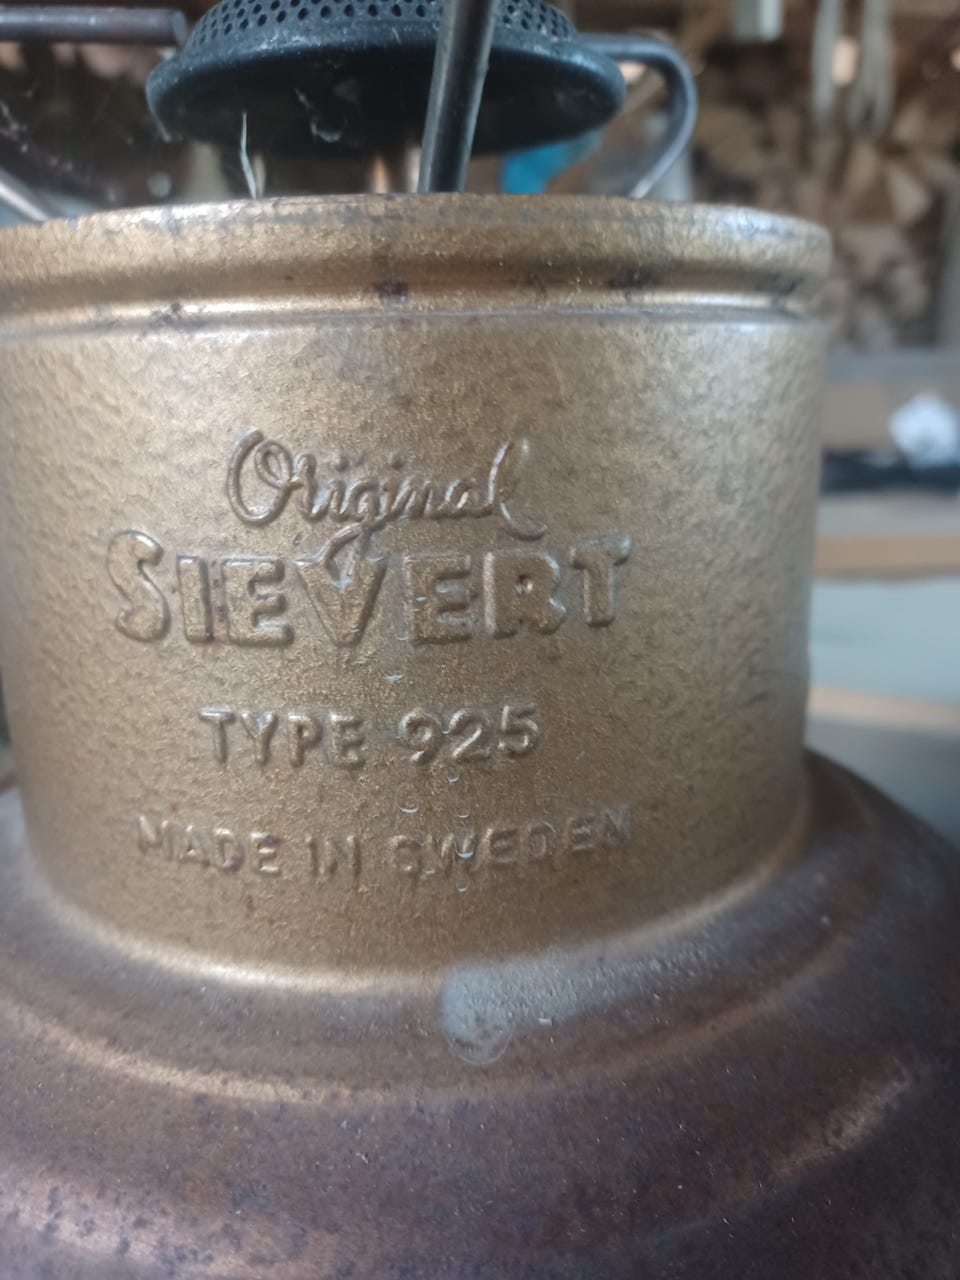 Original
SIEVERT
TYPE 925
MADE IN SWEDEN